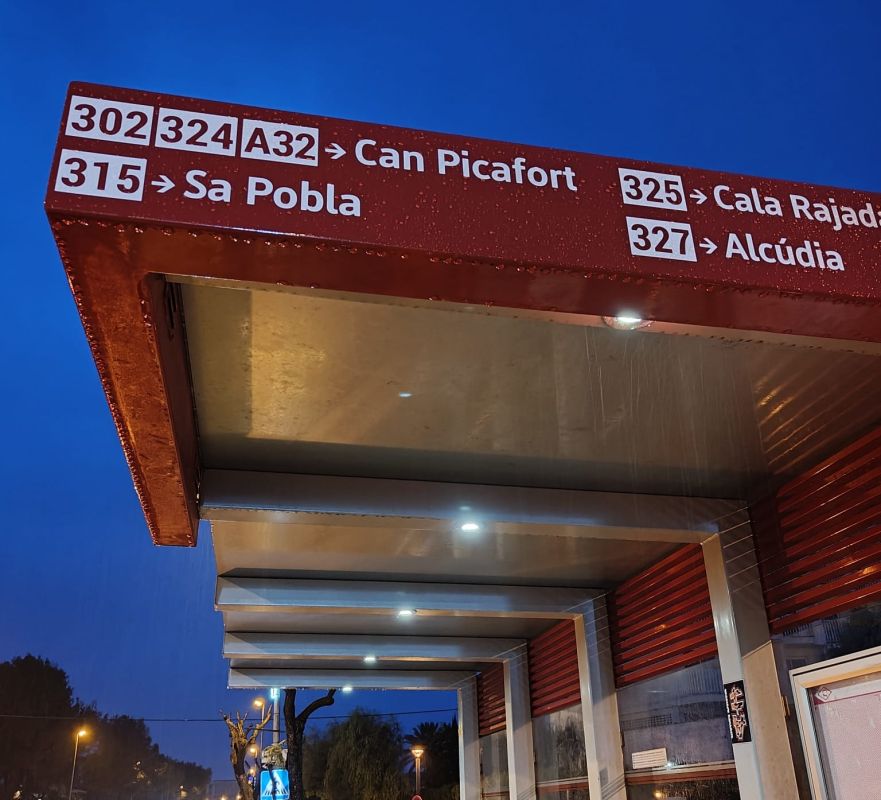 302 324 A32 → Can Picafort
315 → Sa Pobla
325 → Cala Rajada
327 → Alcúdia